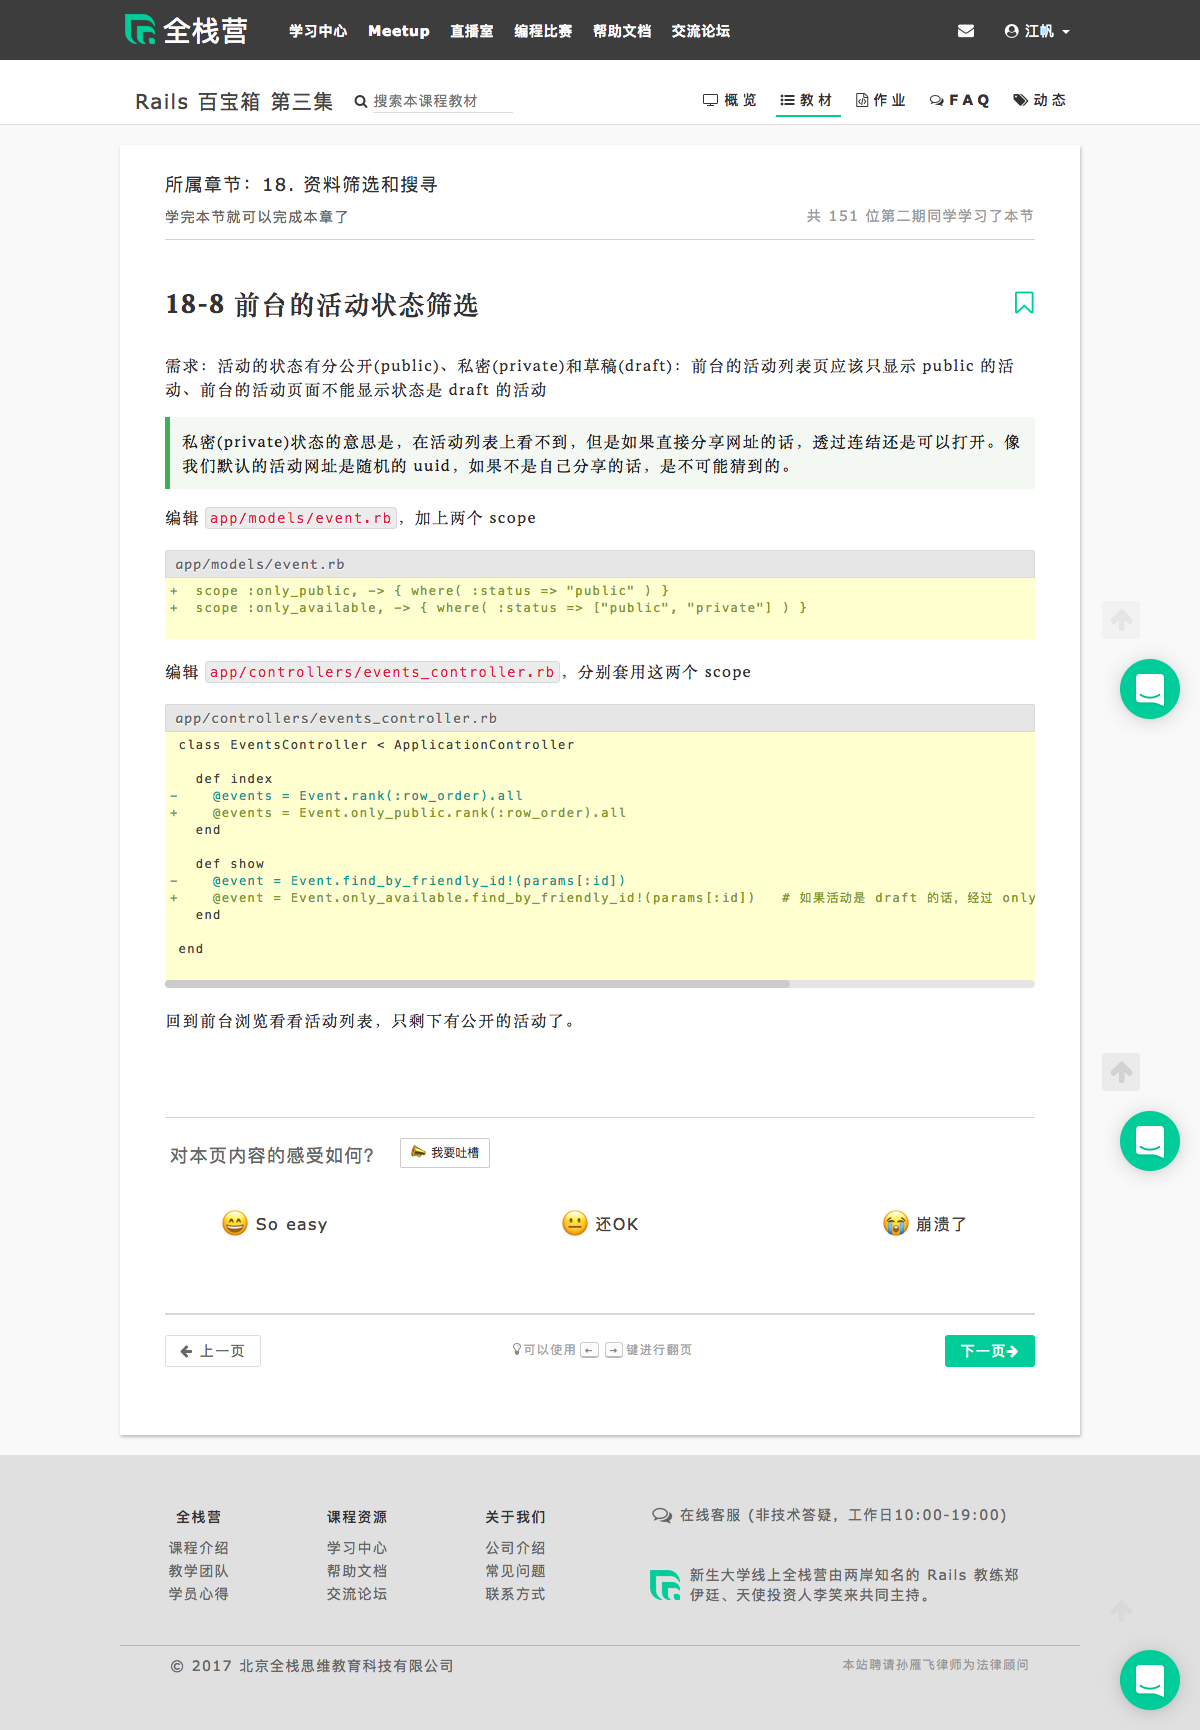 全栈营
学习中心 Meetup 直播室 编程比赛 帮助文档 交流论坛
江帆
Rails 百宝箱 第三集
搜索本课程教材
概览 教材 作业 FAQ 动态
所属章节：18. 资料筛选和搜寻
学完本节就可以完成本章了
共 151 位第二期同学学习了本节
18-8 前台的活动状态筛选
需求：活动的状态有分公开(public)、私密(private)和草稿(draft)：前台的活动列表页应该只显示 public 的活
动、前台的活动页面不能显示状态是 draft 的活动
私密(private)状态的意思是，在活动列表上看不到，但是如果直接分享网址的话，透过连结还是可以打开。像
我们默认的活动网址是随机的 uuid，如果不是自己分享的话，是不可能猜到的。
编辑 app/models/event.rb，加上两个 scope
app/models/event.rb
+  scope :only_public, -> { where( :status => "public" ) }
+  scope :only_available, -> { where( :status => ["public", "private"] ) }
编辑 app/controllers/events_controller.rb，分别套用这两个 scope
app/controllers/events_controller.rb
 class EventsController < ApplicationController
   def index
-    @events = Event.rank(:row_order).all
+    @events = Event.only_public.rank(:row_order).all
   end
   def show
-    @event = Event.find_by_friendly_id!(params[:id])
+    @event = Event.only_available.find_by_friendly_id!(params[:id])   # 如果活动是 draft 的话，经过 only
   end
 end
回到前台浏览看看活动列表，只剩下有公开的活动了。
对本页内容的感受如何?
我要吐槽
So easy
还OK
崩溃了
← 上一页
可以使用 ← → 键进行翻页
下一页→
全栈营
课程介绍
教学团队
学员心得
课程资源
学习中心
帮助文档
交流论坛
关于我们
公司介绍
常见问题
联系方式
在线客服 (非技术答疑，工作日10:00-19:00)
新生大学线上全栈营由两岸知名的 Rails 教练郑
伊廷、天使投资人李笑来共同主持。
© 2017 北京全栈思维教育科技有限公司
本站聘请孙雁飞律师为法律顾问